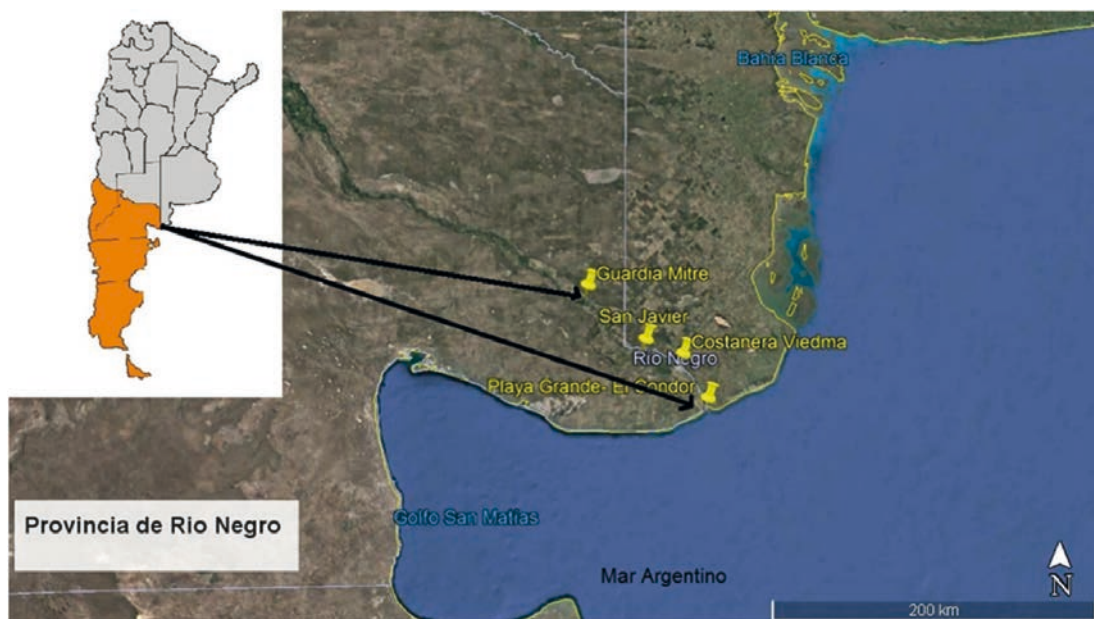 Bahia Blanca
Guardia Mitre
San Javier
Costanera Viedma
Rio Negro
Playa Grande- El Condor
Provincia de Rio Negro
Golfo San Matias
Mar Argentino
N
200 km